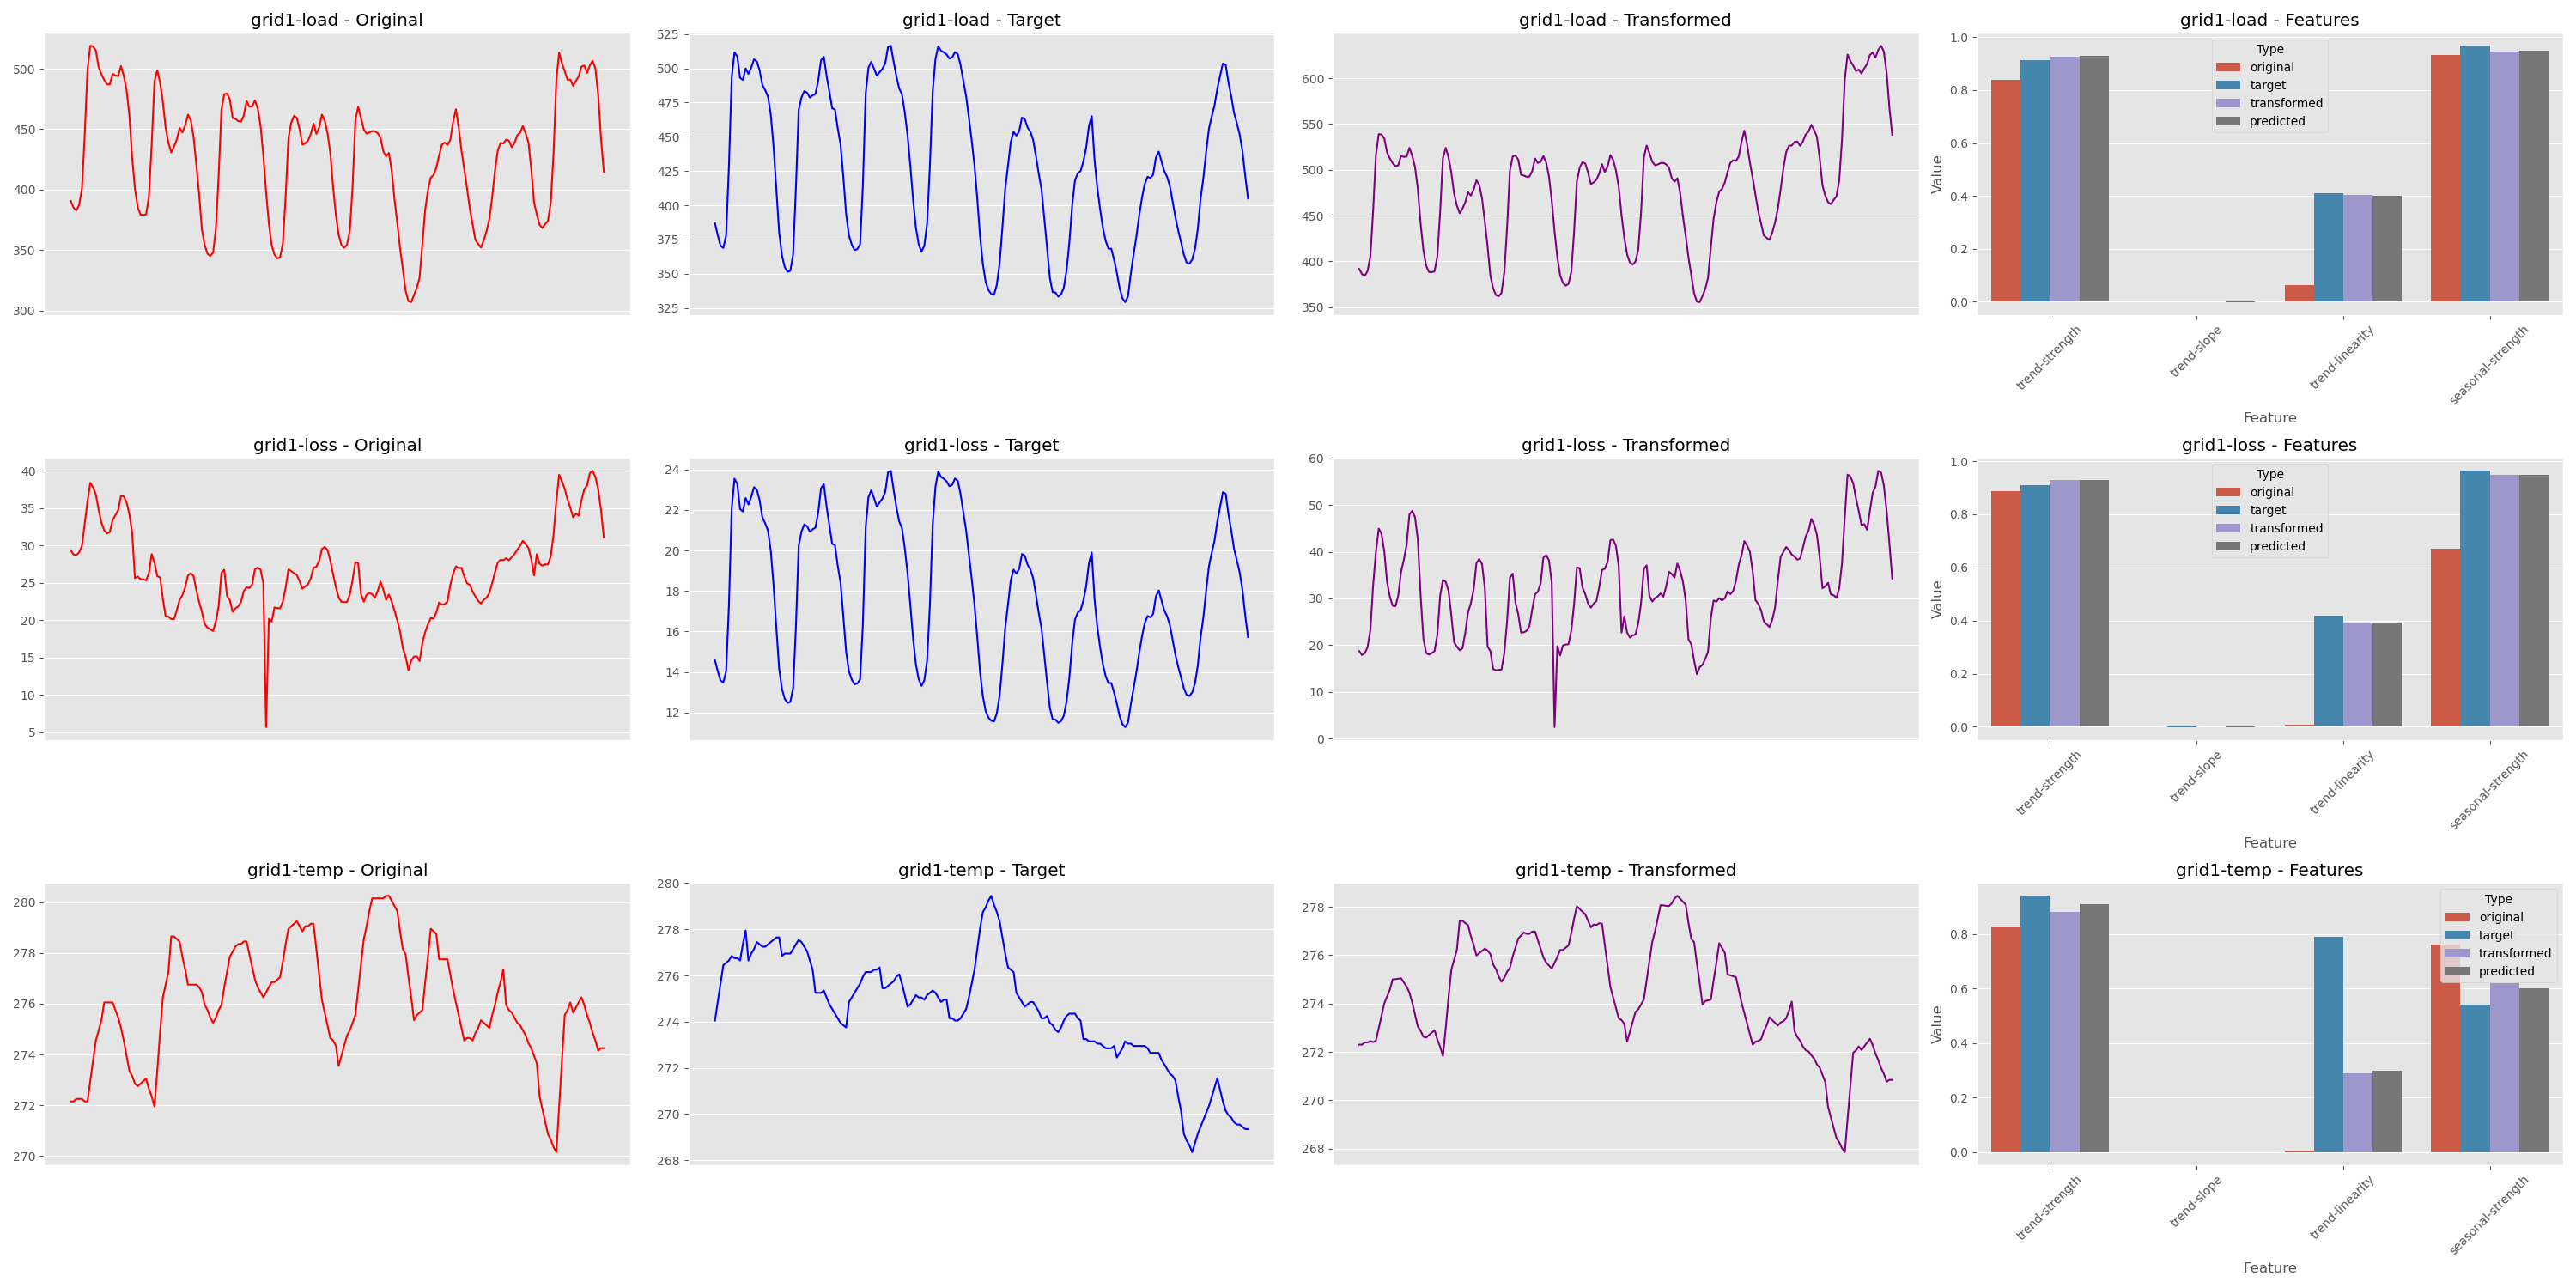 grid1-load - Original
500
450
400
350
300
grid1-load - Target
525
500
475
450
425
400
375
350
325
grid1-load - Transformed
600
550
500
450
400
350
grid1-load - Features
Value
1.0
0.8
0.6
0.4
0.2
0.0
Type
original
target
transformed
predicted
trend-strength
trend-slope
trend-linearity
seasonal-strength
Feature
grid1-loss - Original
40
35
30
25
20
15
10
5
grid1-loss - Target
24
22
20
18
16
14
12
grid1-loss - Transformed
60
50
40
30
20
10
0
grid1-loss - Features
Value
1.0
0.8
0.6
0.4
0.2
0.0
Type
original
target
transformed
predicted
trend-strength
trend-slope
trend-linearity
seasonal-strength
Feature
grid1-temp - Original
280
278
276
274
272
270
grid1-temp - Target
280
278
276
274
272
270
268
grid1-temp - Transformed
278
276
274
272
270
268
grid1-temp - Features
Value
0.8
0.6
0.4
0.2
0.0
Type
original
target
transformed
predicted
trend-strength
trend-slope
trend-linearity
seasonal-strength
Feature